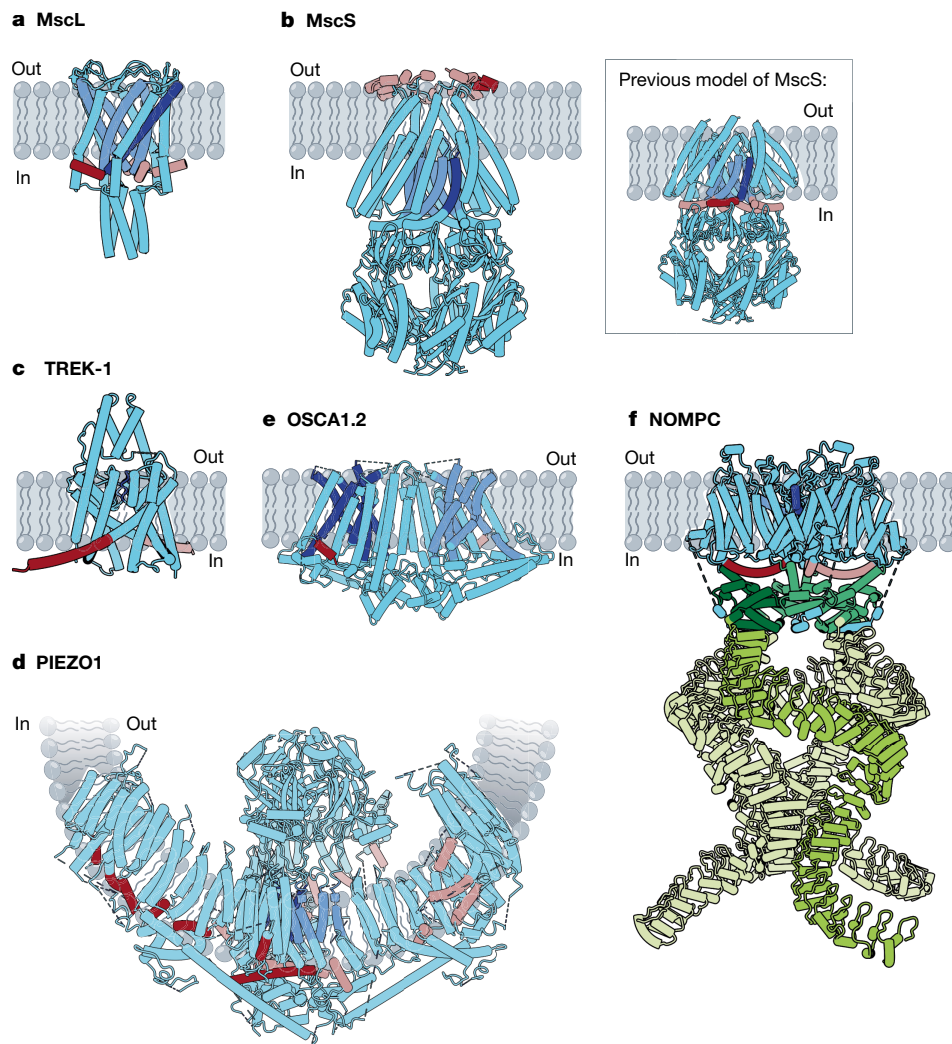 a MscL
Out
In
b MscS
Out
In
Previous model of MscS:
Out
In
c TREK-1
Out
In
e OSCA1.2
Out
In
f NOMPC
Out
In
d PIEZO1
In
Out